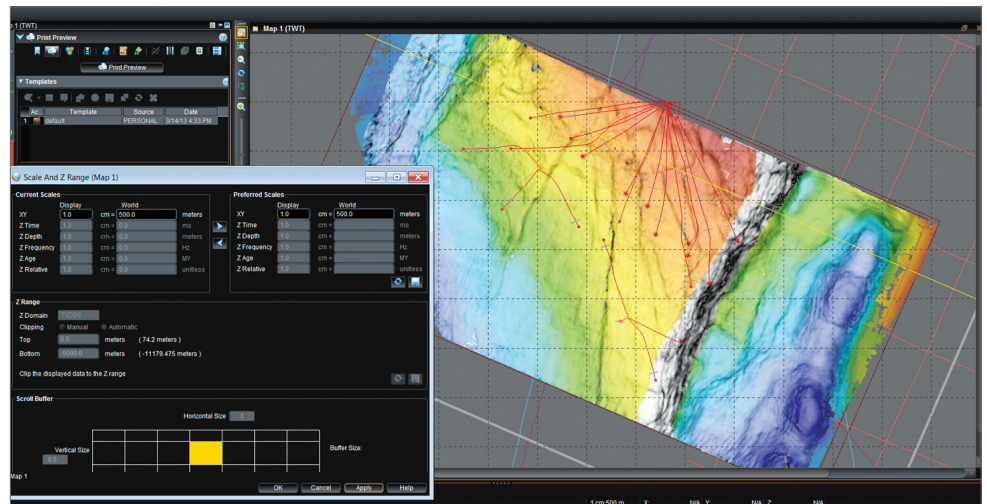 1 (TWT)
Print Preview
Print Preview
Templates
Ac... Template Source Date
1 default PERSONAL 3/14/13 4:33 PM
Map 1 (TWT)
Scale And Z Range (Map 1)
Current Scales
Display World
XY 1.0 cm = 500.0 meters
Z Time 1.0 cm = 0.0 ms
Z Depth 1.0 cm = 0.0 meters
Z Frequency 1.0 cm = 0.0 Hz
Z Age 1.0 cm = 0.0 MY
Z Relative 1.0 cm = 0.0 unitless
Preferred Scales
Display World
XY 1.0 cm = 500.0 meters
Z Time 1.0 cm = ms
Z Depth 1.0 cm = meters
Z Frequency 1.0 cm = Hz
Z Age 1.0 cm = MY
Z Relative 1.0 cm = unitless
Z Range
Z Domain
Clipping Manual Automatic
Top 0.0 meters ( 74.2 meters )
Bottom -5000.0 meters ( -11179.475 meters )
Clip the displayed data to the Z range
Scroll Buffer
Horizontal Size 3
Vertical Size
0.5
Buffer Size:
Map 1
OK Cancel Apply Help
1 cm:500 m X: N/A Y: N/A Z: N/A